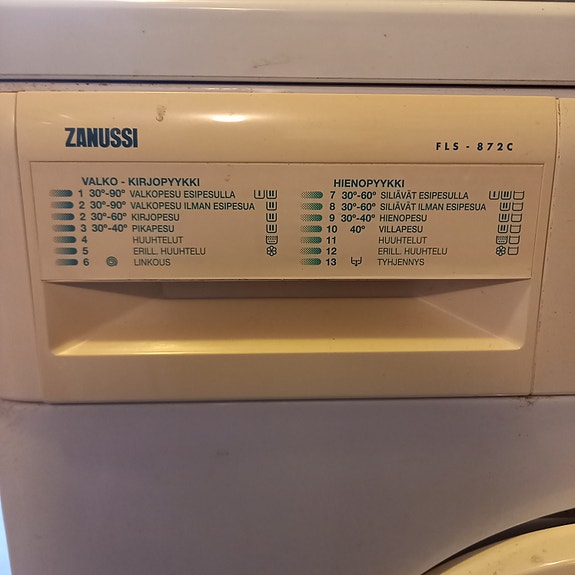 ZANUSSI
FLS - 872C
VALKO - KIRJOPYYKKI
1 30°-90° VALKOPESU ESIPESULLA
2 30°-90° VALKOPESU ILMAN ESIPESUA
2 30°-60° KIRJOPESU
3 30°-40° PIKAPESU
4 HUUHTELUT
5 ERILL. HUUHTELU
6 LINKOUS
HIENOPYYKKI
7 30°-60° SILIÄVÄT ESIPESULLA
8 30°-60° SILIÄVÄT ILMAN ESIPESUA
9 30°-40° HIENOPESU
10 40° VILLAPESU
11 HUUHTELUT
12 ERILL. HUUHTELU
13 TYHJENNYS